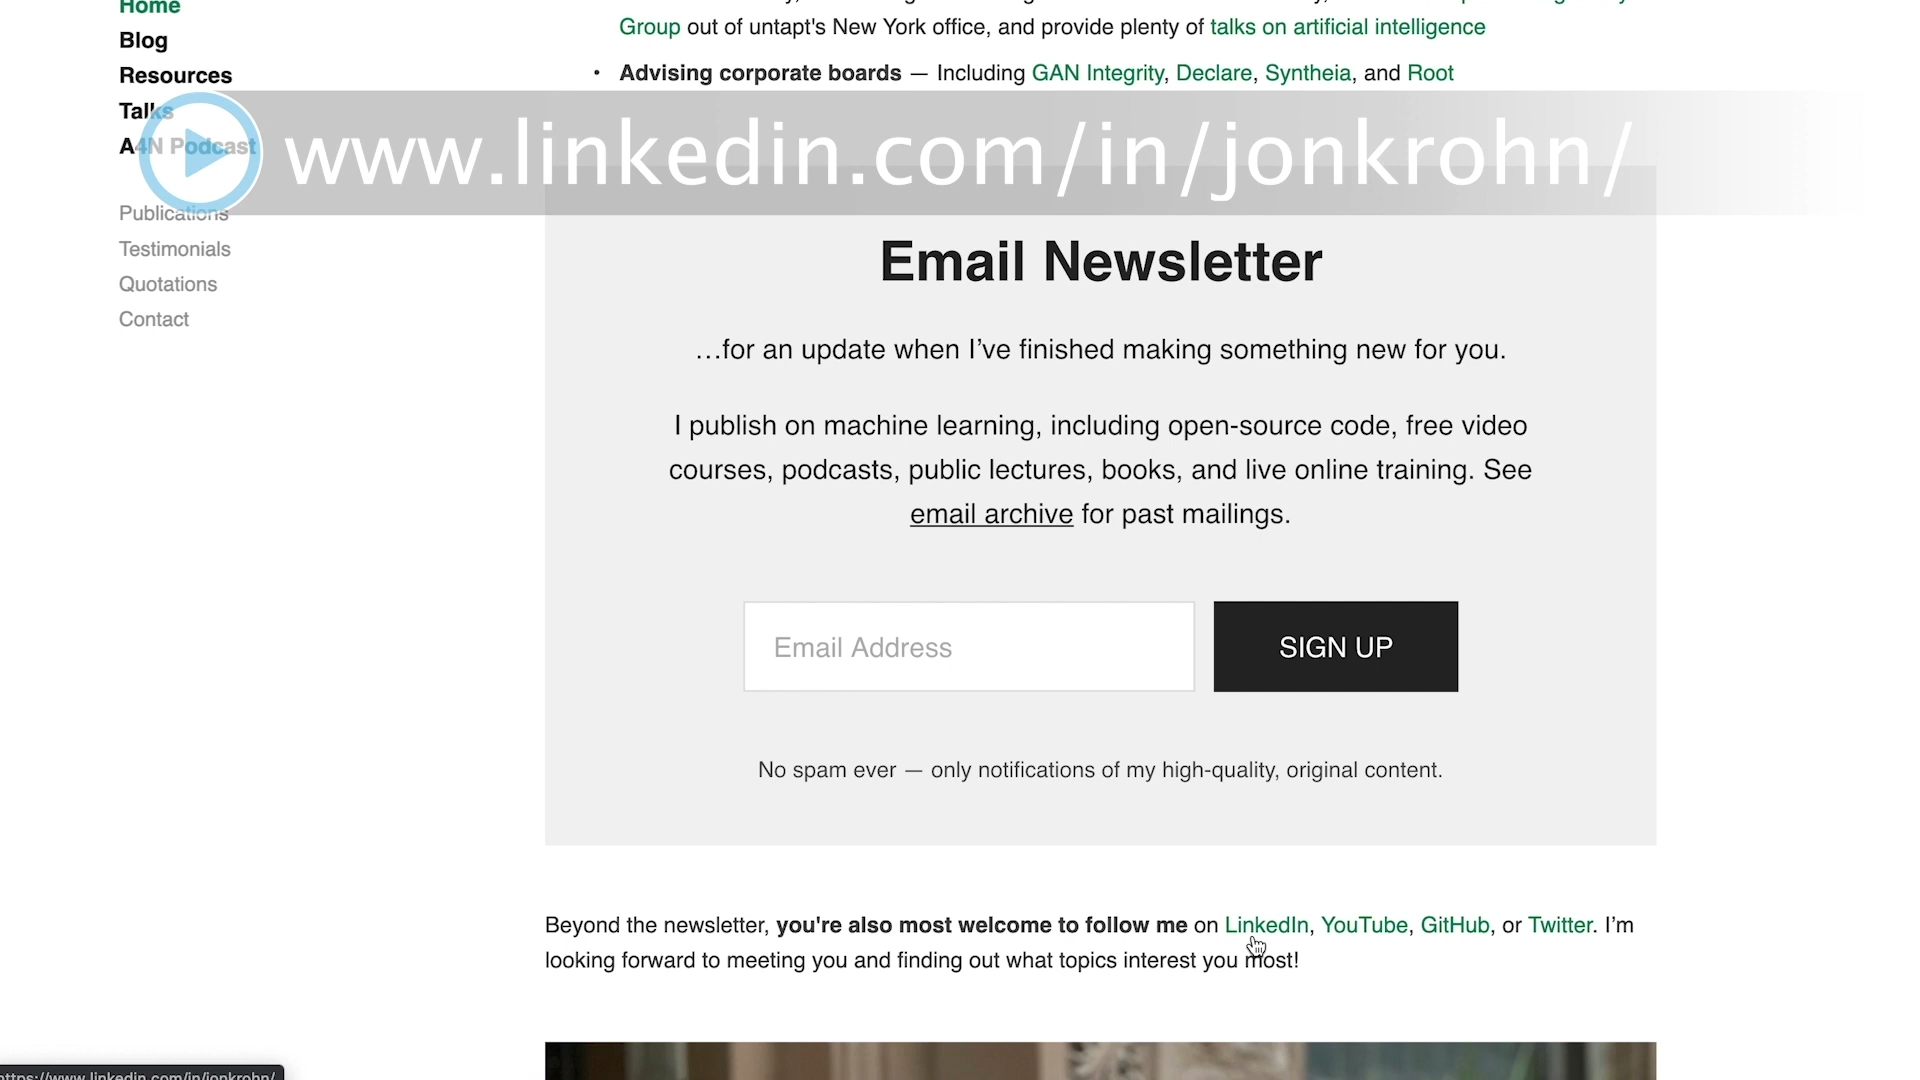 Home
Blog
Resources
Talks
A4N Podcast
Publications
Testimonials
Quotations
Contact
Group out of untapt's New York office, and provide plenty of talks on artificial intelligence
• Advising corporate boards — Including GAN Integrity, Declare, Syntheia, and Root
www.linkedin.com/in/jonkrohn/
Email Newsletter
…for an update when I’ve finished making something new for you.
I publish on machine learning, including open-source code, free video
courses, podcasts, public lectures, books, and live online training. See
email archive for past mailings.
Email Address
SIGN UP
No spam ever — only notifications of my high-quality, original content.
Beyond the newsletter, you're also most welcome to follow me on LinkedIn, YouTube, GitHub, or Twitter. I’m
looking forward to meeting you and finding out what topics interest you most!
https://www.linkedin.com/in/jonkrohn/